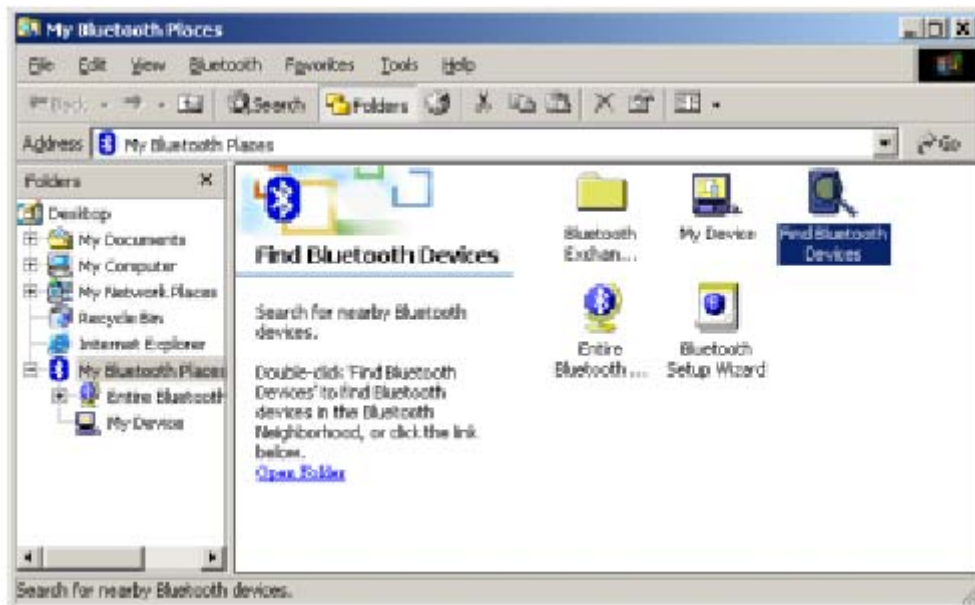 My Bluetooth Places
File Edit View Bluetooth Favorites Tools Help
Back Search Folders
Address My Bluetooth Places Go
Folders
Desktop
My Documents
My Computer
My Network Places
Recycle Bin
Internet Explorer
My Bluetooth Places
Entire Bluetooth
My Device
Find Bluetooth Devices
Search for nearby Bluetooth
devices.
Double-click 'Find Bluetooth
Devices' to find Bluetooth
devices in the Bluetooth
Neighborhood, or click the link
below.
Open Folder
Bluetooth
Exchan...
My Device
Find Bluetooth
Devices
Entire
Bluetooth ...
Bluetooth
Setup Wizard
Search for nearby Bluetooth devices.